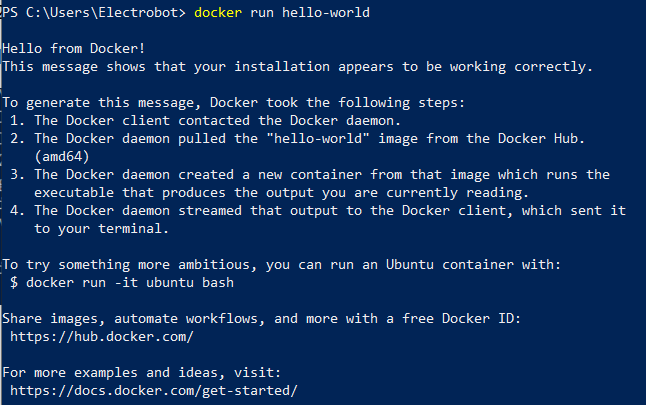 PS C:\Users\Electrobot> docker run hello-world
Hello from Docker!
This message shows that your installation appears to be working correctly.
To generate this message, Docker took the following steps:
1. The Docker client contacted the Docker daemon.
2. The Docker daemon pulled the "hello-world" image from the Docker Hub.
(amd64)
3. The Docker daemon created a new container from that image which runs the
executable that produces the output you are currently reading.
4. The Docker daemon streamed that output to the Docker client, which sent it
to your terminal.
To try something more ambitious, you can run an Ubuntu container with:
$ docker run -it ubuntu bash
Share images, automate workflows, and more with a free Docker ID:
https://hub.docker.com/
For more examples and ideas, visit:
https://docs.docker.com/get-started/